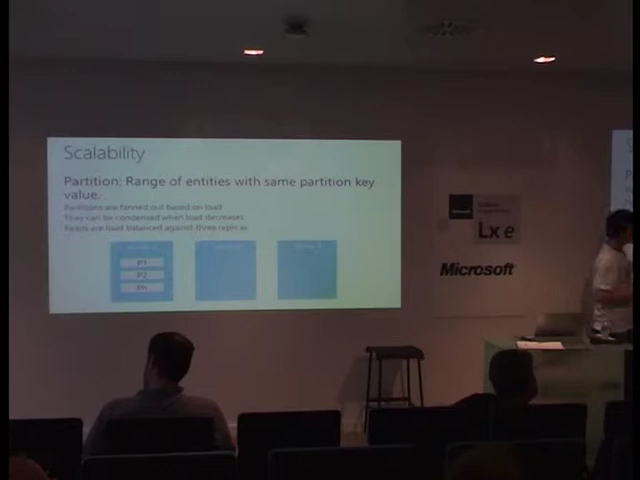 Scalability
Partition: Range of entities with same partition key
value.
Partitions are fanned out based on load
They can be condensed when load decreases
Reads are load balanced against three replicas
P1
P2
Pn
Lx e
Microsoft